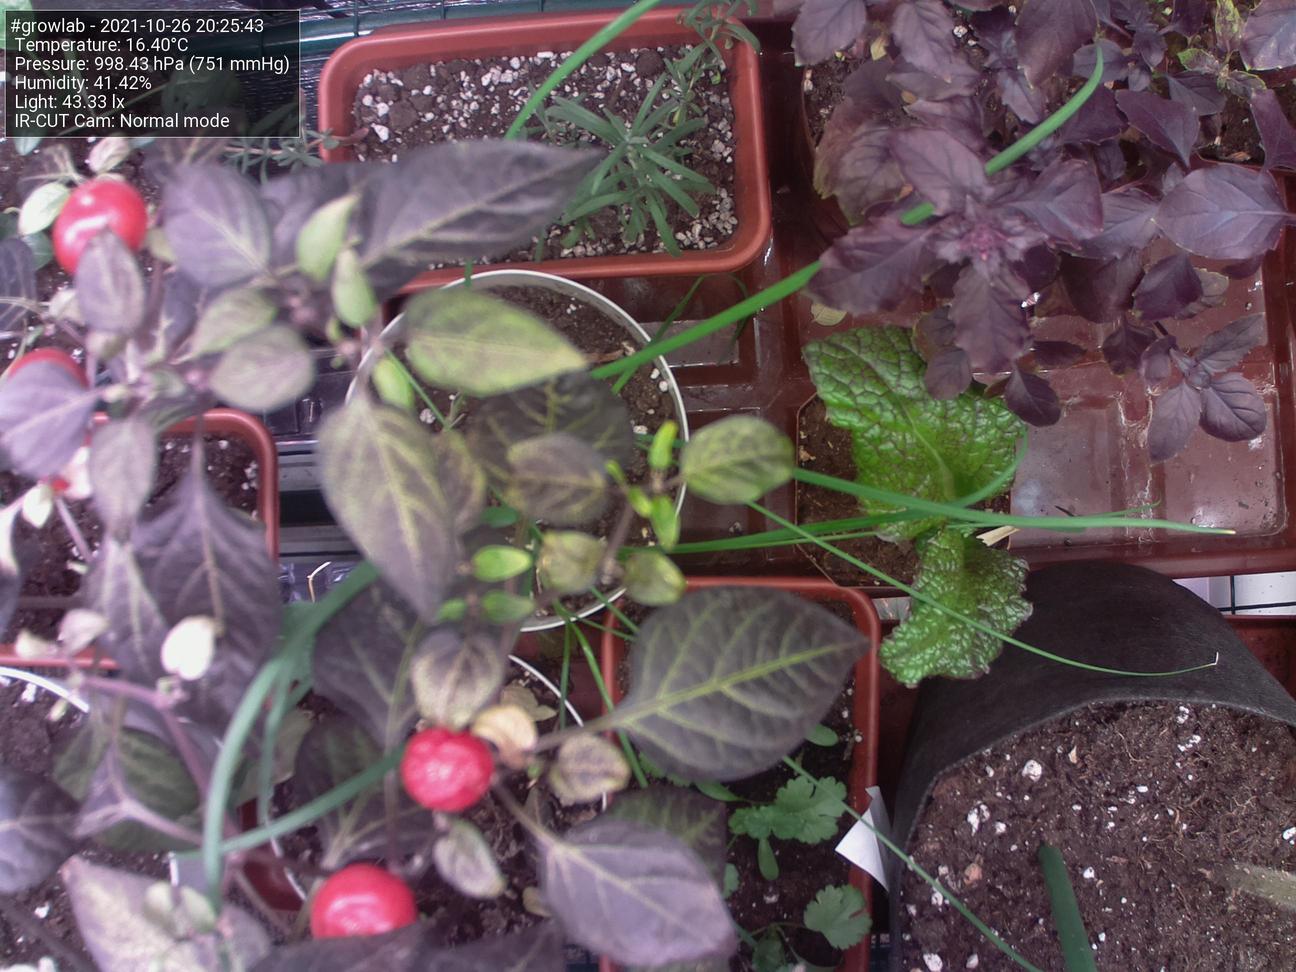 #growlab - 2021-10-26 20:25:43
Temperature: 16.40°C
Pressure: 998.43 hPa (751 mmHg)
Humidity: 41.42%
Light: 43.33 lx
IR-CUT Cam: Normal mode